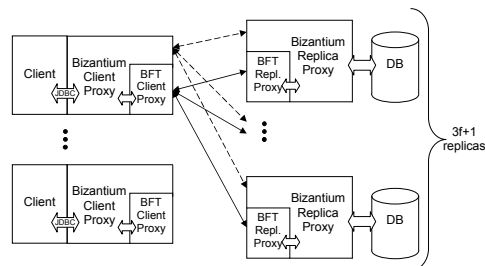 Client
JDBC
Bizantium
Client
Proxy
BFT
Client
Proxy
Client
JDBC
Bizantium
Client
Proxy
BFT
Client
Proxy
Bizantium
Replica
Proxy
BFT
Repl.
Proxy
DB
Bizantium
Replica
Proxy
BFT
Repl.
Proxy
DB
3f+1
replicas